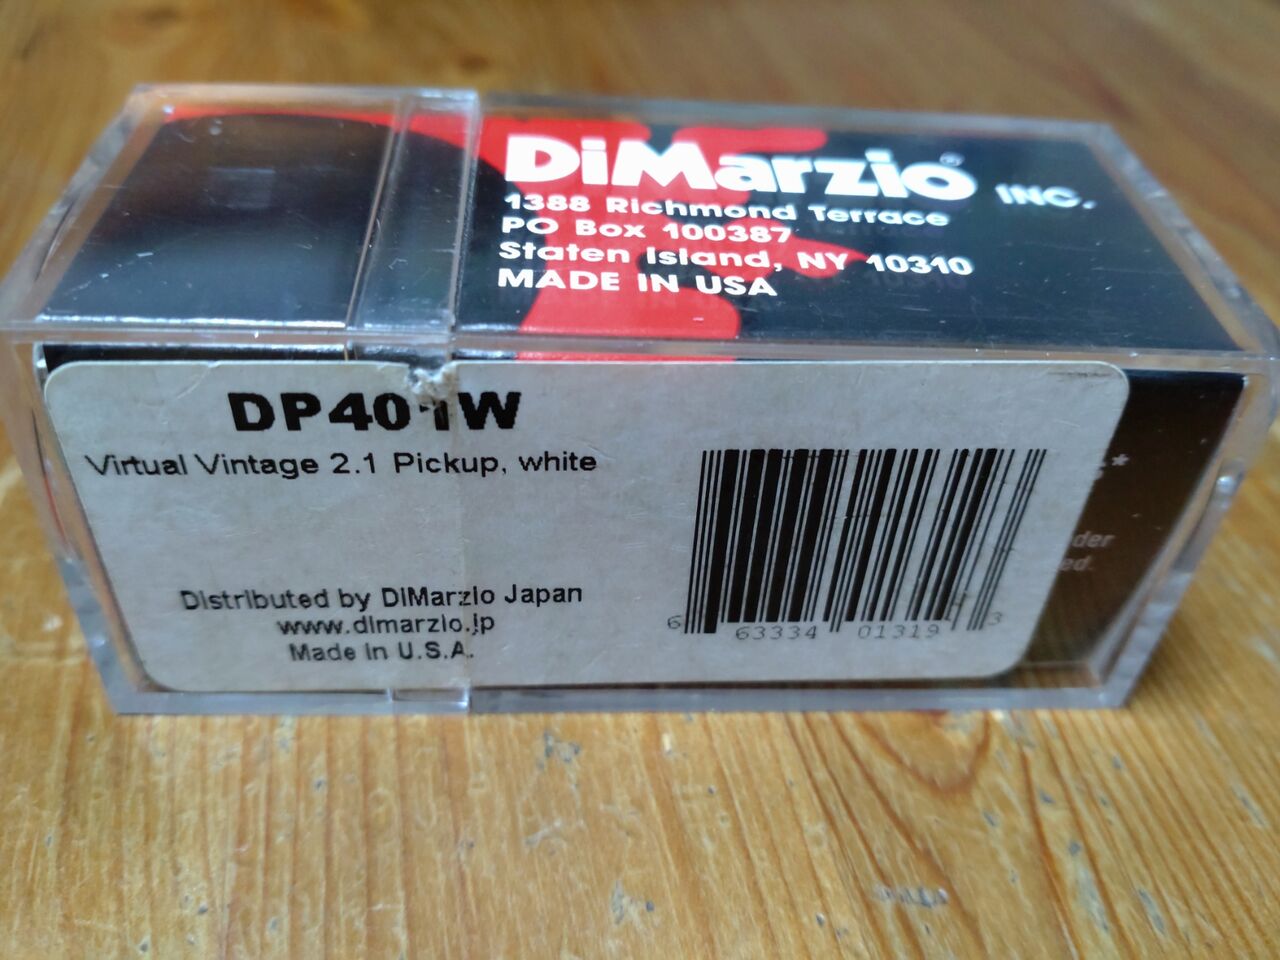 DiMarzio® INC.
1388 Richmond Terrace
PO Box 100387
Staten Island, NY 10310
MADE IN USA
DP401W
Virtual Vintage 2.1 Pickup, white
Distributed by DiMarzio Japan
www.dimarzio.jp
Made in U.S.A.
6 63334 01319 3